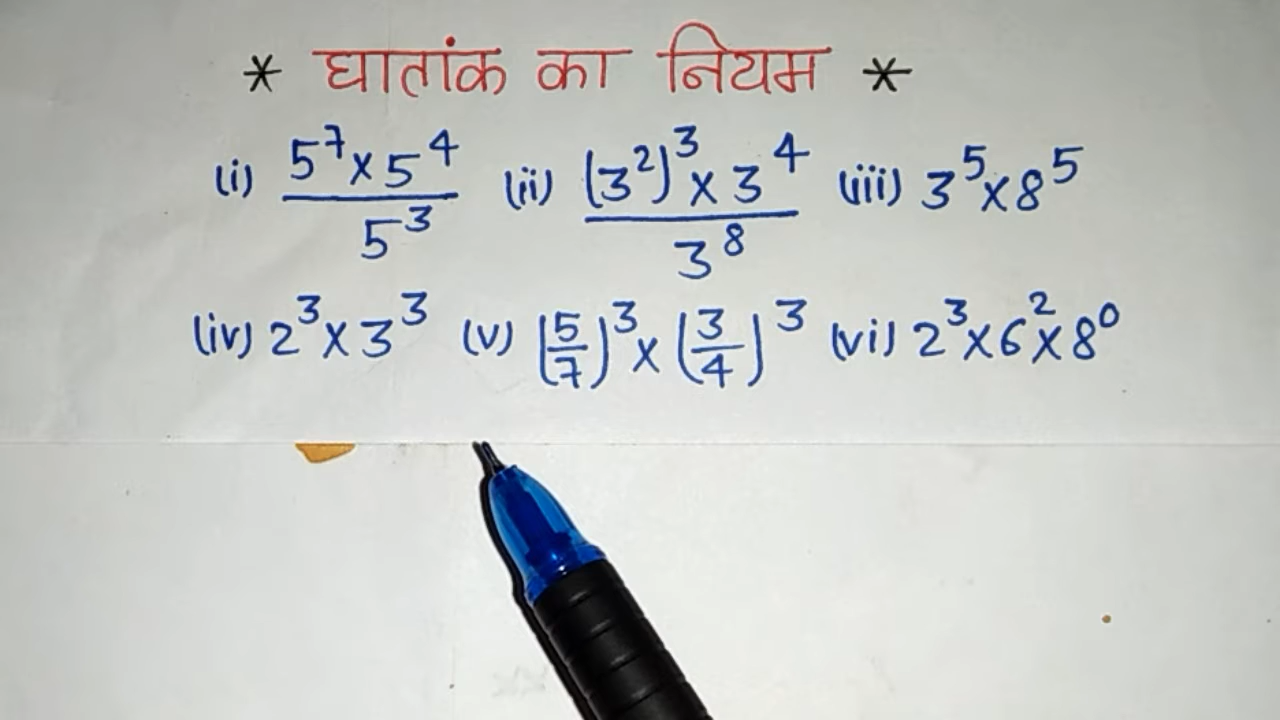 * घातांक का नियम *
(i) 5⁷×5⁴/5³ (ii) (3²)³×3⁴/3⁸ (iii) 3⁵×8⁵
(iv) 2³×3³ (v) (5/7)³×(3/4)³ (vi) 2³×6²×8⁰